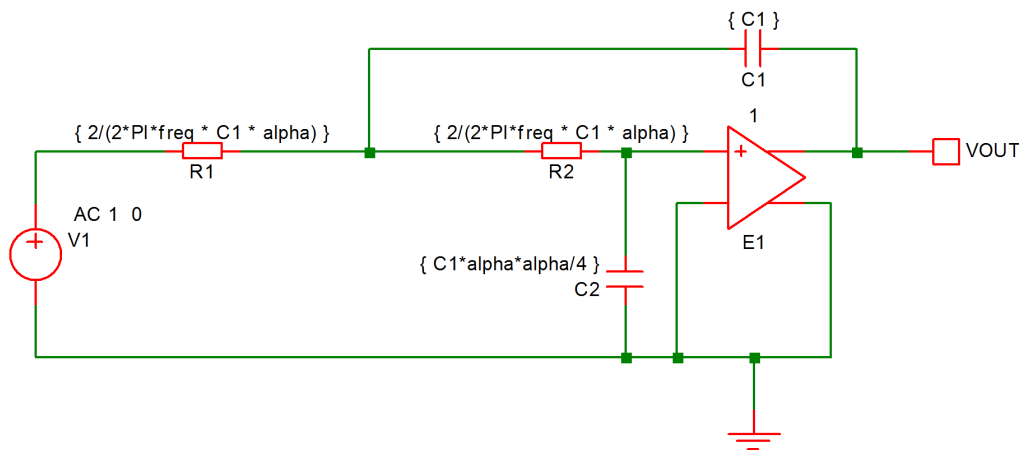 { C1 }
C1
{ 2/(2*PI*freq * C1 * alpha) }
R1
{ 2/(2*PI*freq * C1 * alpha) }
R2
1
+
E1
VOUT
AC 1 0
V1
+
{ C1*alpha*alpha/4 }
C2